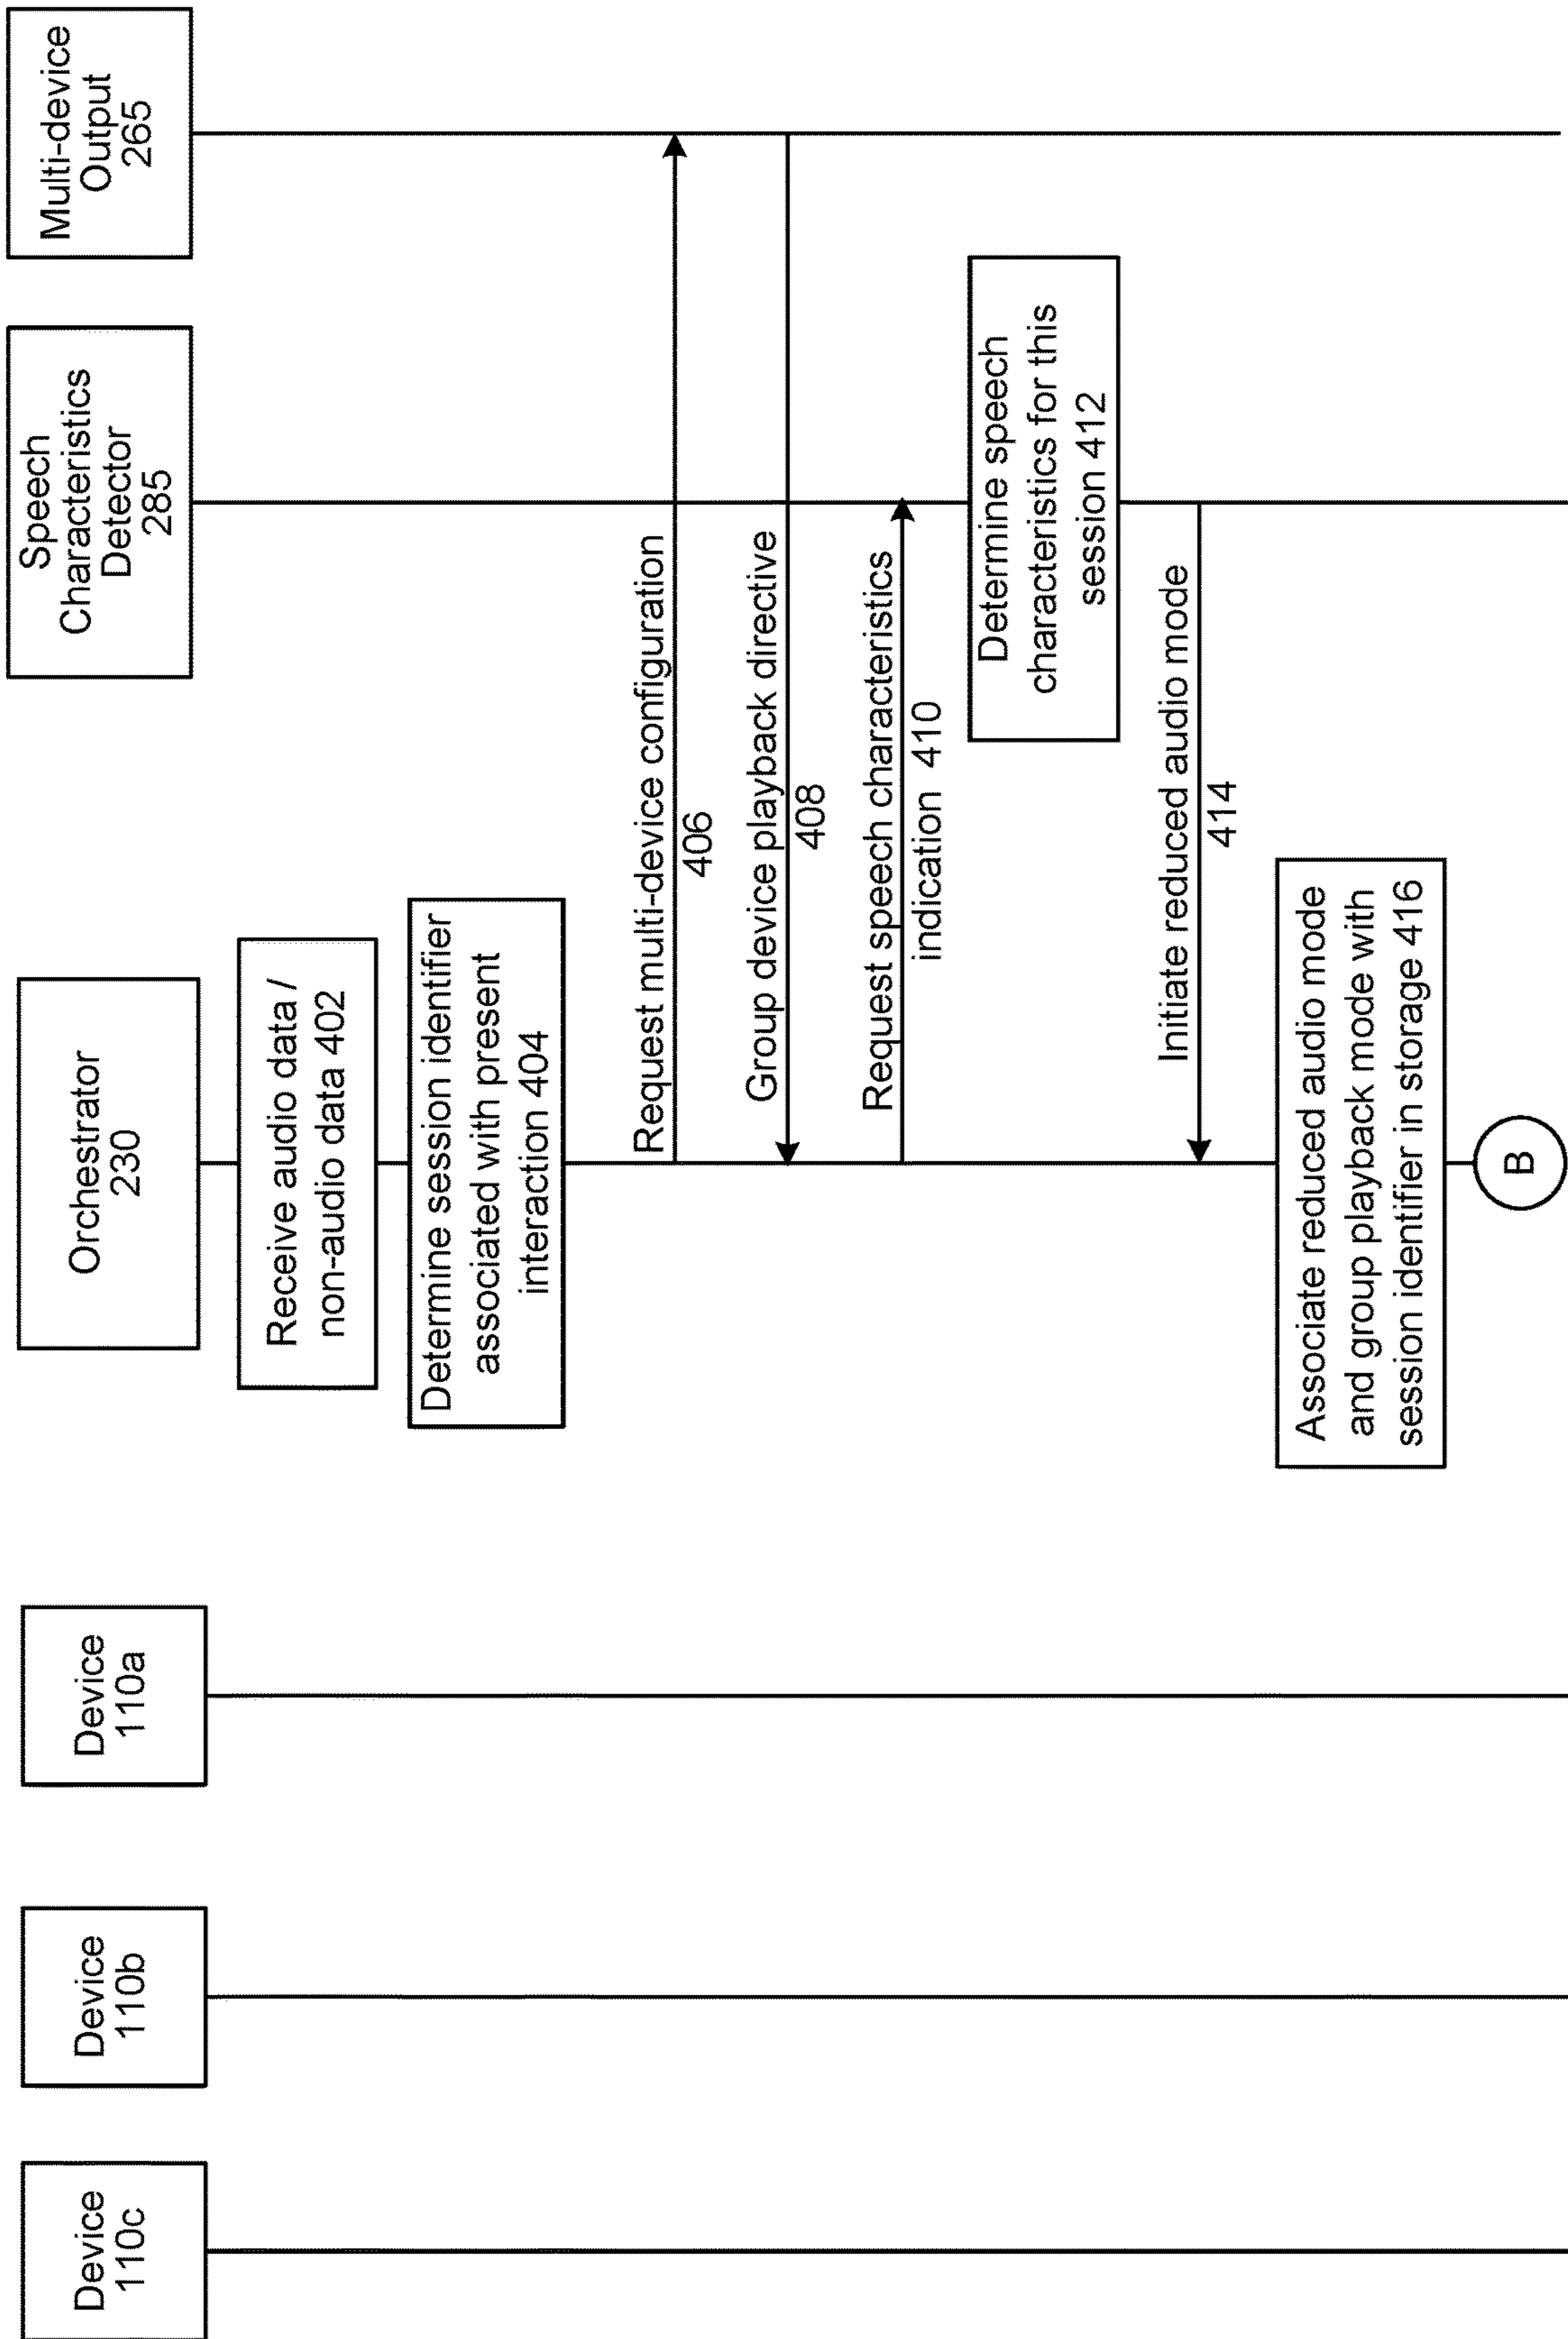 Device
110c
Device
110b
Device
110a
Orchestrator
230
Speech
Characteristics
Detector
285
Multi-device
Output
265
Receive audio data /
non-audio data 402
Determine session identifier
associated with present
interaction 404
Request multi-device configuration
406
Group device playback directive
408
Request speech characteristics
indication 410
Determine speech
characteristics for this
session 412
Initiate reduced audio mode
414
Associate reduced audio mode
and group playback mode with
session identifier in storage 416
B